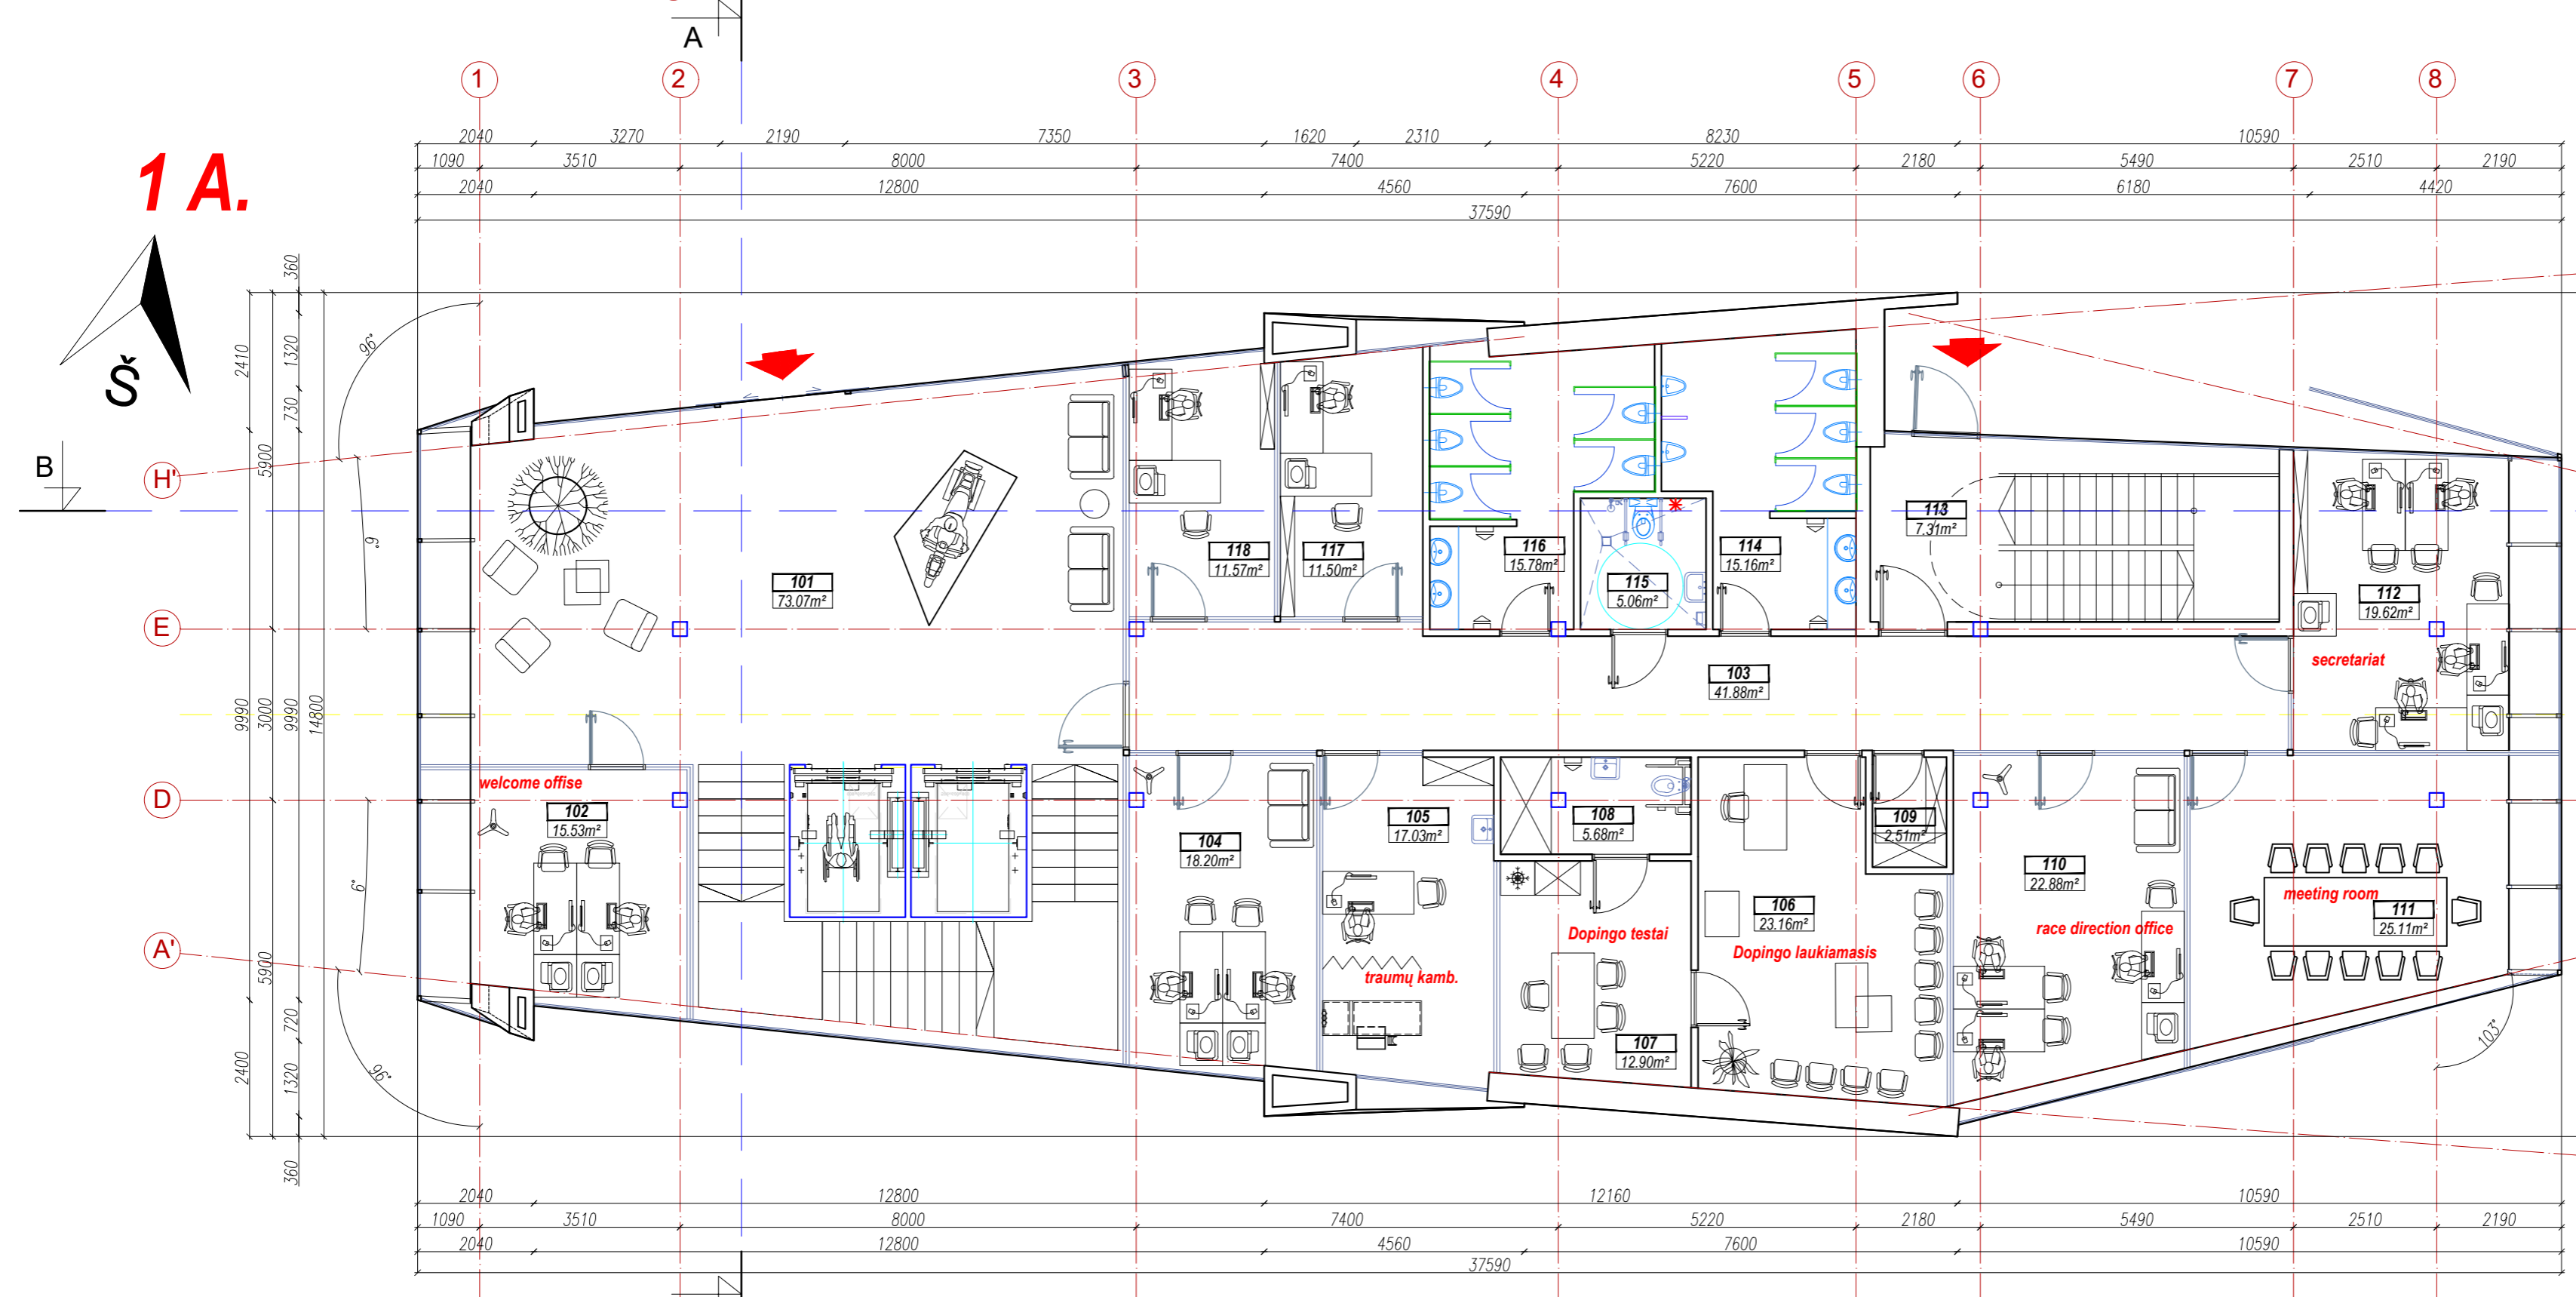 A
1 2 3 4 5 6 7 8
2040 3270 2190 7350 1620 2310 8230 10590
1090 3510 8000 7400 5220 2180 5490 2510 2190
2040 12800 4560 7600 6180 4420
37590
1 A.
Š
B
H'
E
D
A'
360
2410 1320
730
5900
9990 3000 9990 14800
5900
720
2400 1320
360
96°
6°
6°
96°
103°
101
73.07m²
118
11.57m²
117
11.50m²
116
15.78m²
115
5.06m²
114
15.16m²
113
7.31m²
112
19.62m²
secretariat
103
41.88m²
welcome offise
102
15.53m²
104
18.20m²
105
17.03m²
traumų kamb.
108
5.68m²
Dopingo testai
107
12.90m²
106
23.16m²
Dopingo laukiamasis
109
2.51m²
110
22.88m²
race direction office
meeting room
111
25.11m²
2040 12800 12160 10590
1090 3510 8000 7400 5220 2180 5490 2510 2190
2040 12800 4560 7600 10590
37590